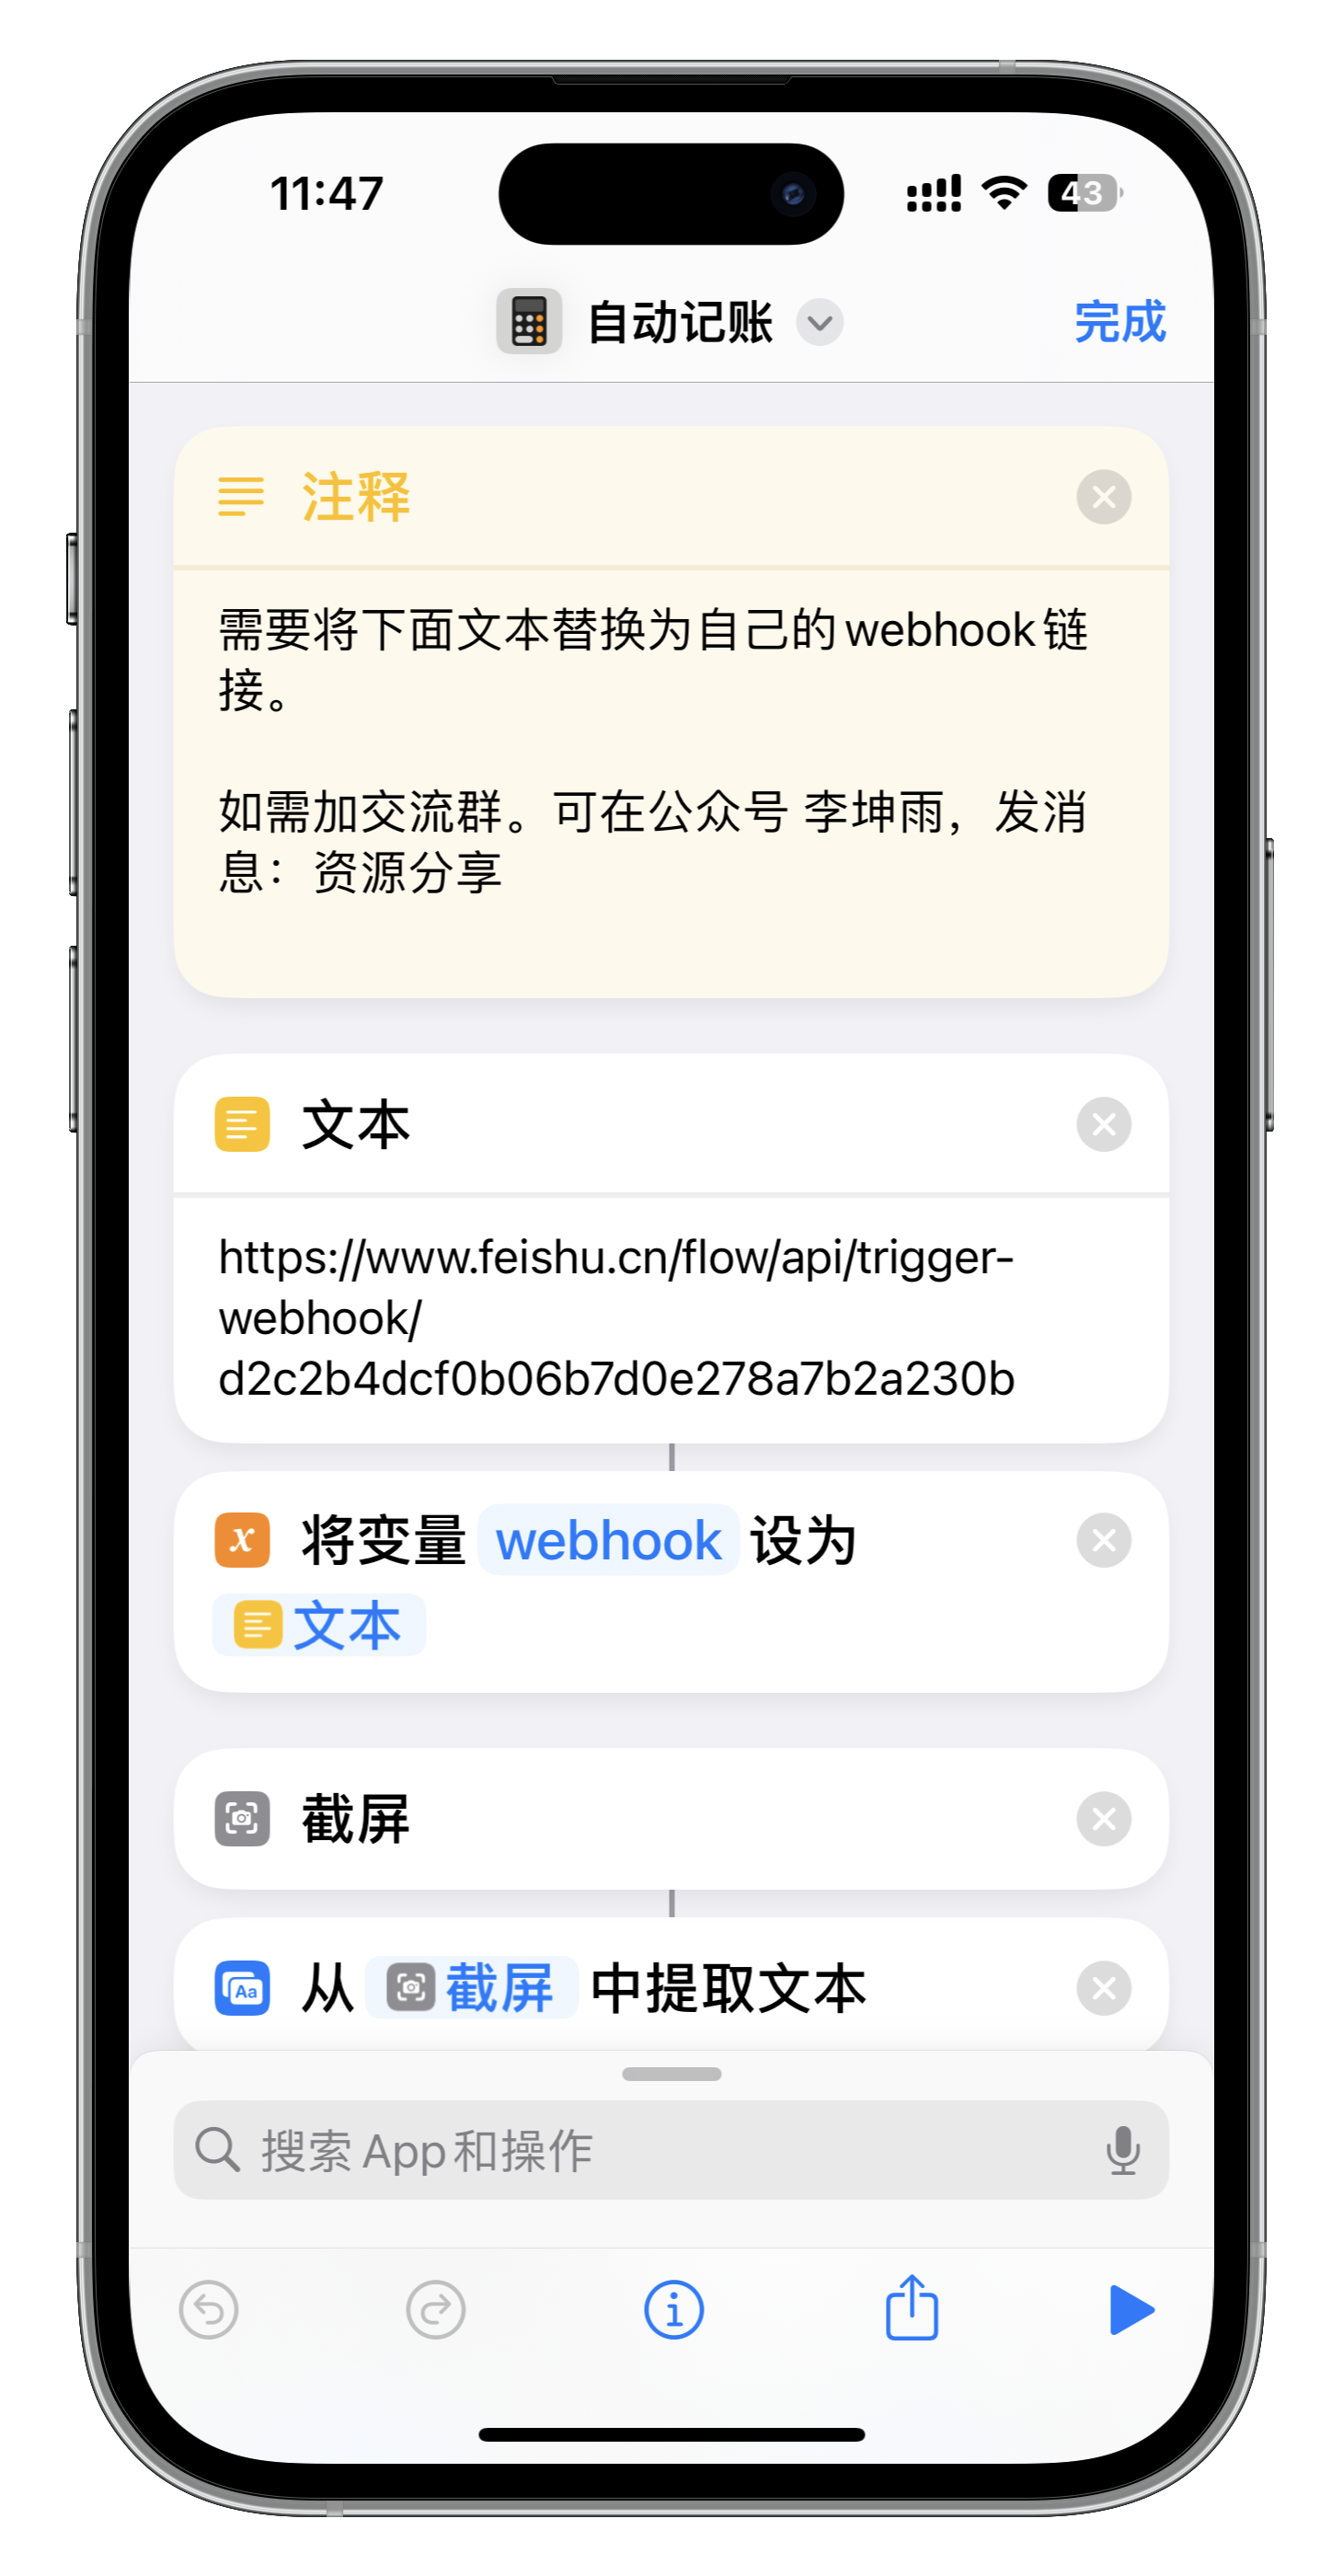 11:47
43
自动记账
完成
注释
需要将下面文本替换为自己的webhook链
接。
如需加交流群。可在公众号 李坤雨，发消
息：资源分享
文本
https://www.feishu.cn/flow/api/trigger-
webhook/
d2c2b4dcf0b06b7d0e278a7b2a230b
x 将变量 webhook 设为
文本
截屏
Aa 从 截屏 中提取文本
搜索 App 和操作